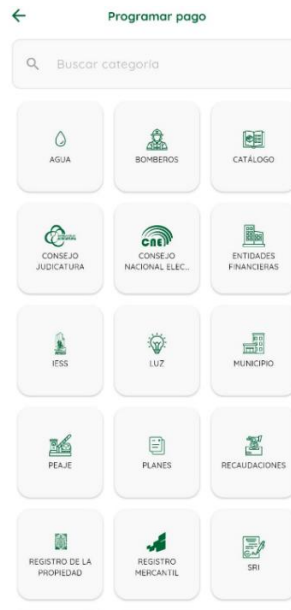 Programar pago
Buscar categoría
AGUA
BOMBEROS
CATÁLOGO
CONSEJO
JUDICATURA
CNE
CONSEJO
NACIONAL ELEC...
ENTIDADES
FINANCIERAS
IESS
LUZ
MUNICIPIO
PEAJE
PLANES
RECAUDACIONES
REGISTRO DE LA
PROPIEDAD
REGISTRO
MERCANTIL
SRI